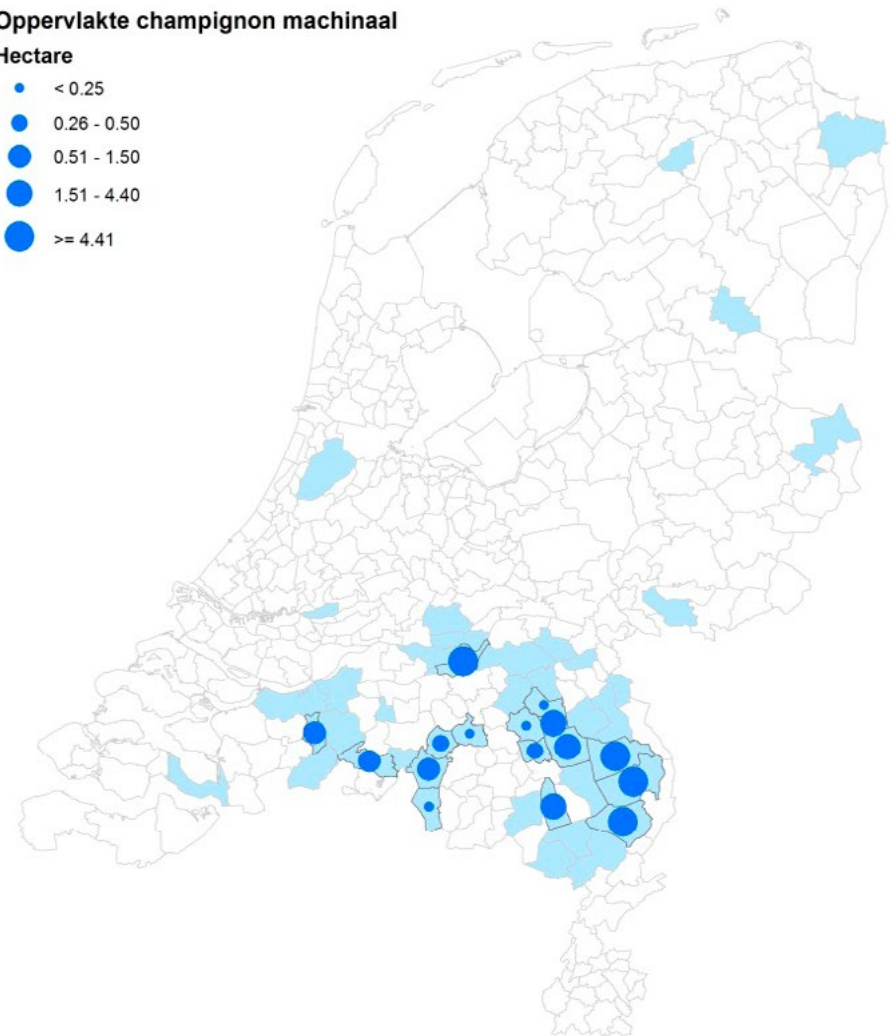 Oppervlakte champignon machinaal
Hectare
< 0.25
0.26 - 0.50
0.51 - 1.50
1.51 - 4.40
>= 4.41